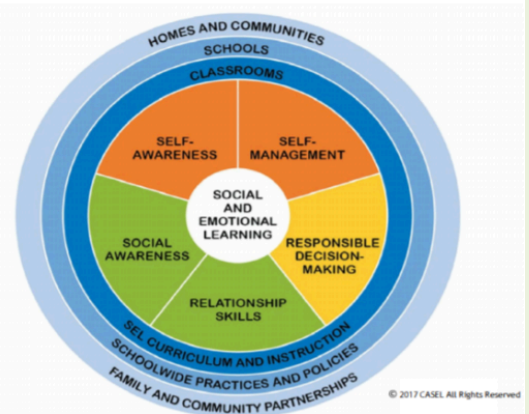 HOMES AND COMMUNITIES
SCHOOLS
CLASSROOMS
SELF-
AWARENESS
SELF-
MANAGEMENT
SOCIAL
AND
EMOTIONAL
LEARNING
SOCIAL
AWARENESS
RESPONSIBLE
DECISION-
MAKING
RELATIONSHIP
SKILLS
SEL CURRICULUM AND INSTRUCTION
SCHOOLWIDE PRACTICES AND POLICIES
FAMILY AND COMMUNITY PARTNERSHIPS
© 2017 CASEL All Rights Reserved